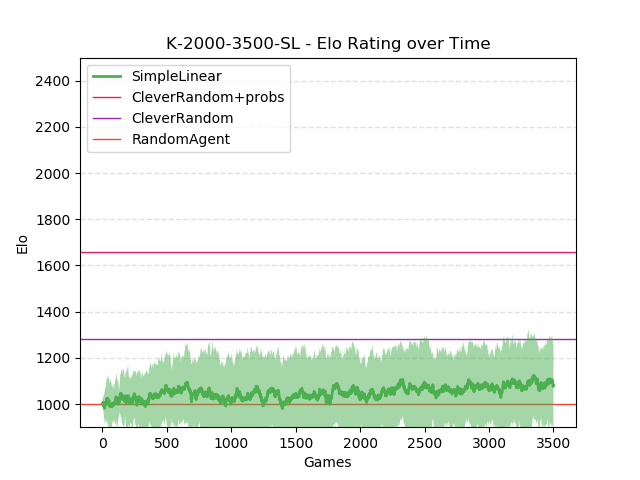 K-2000-3500-SL - Elo Rating over Time
SimpleLinear
CleverRandom+probs
CleverRandom
RandomAgent
2400
2200
2000
1800
1600
1400
1200
1000
Elo
0 500 1000 1500 2000 2500 3000 3500
Games